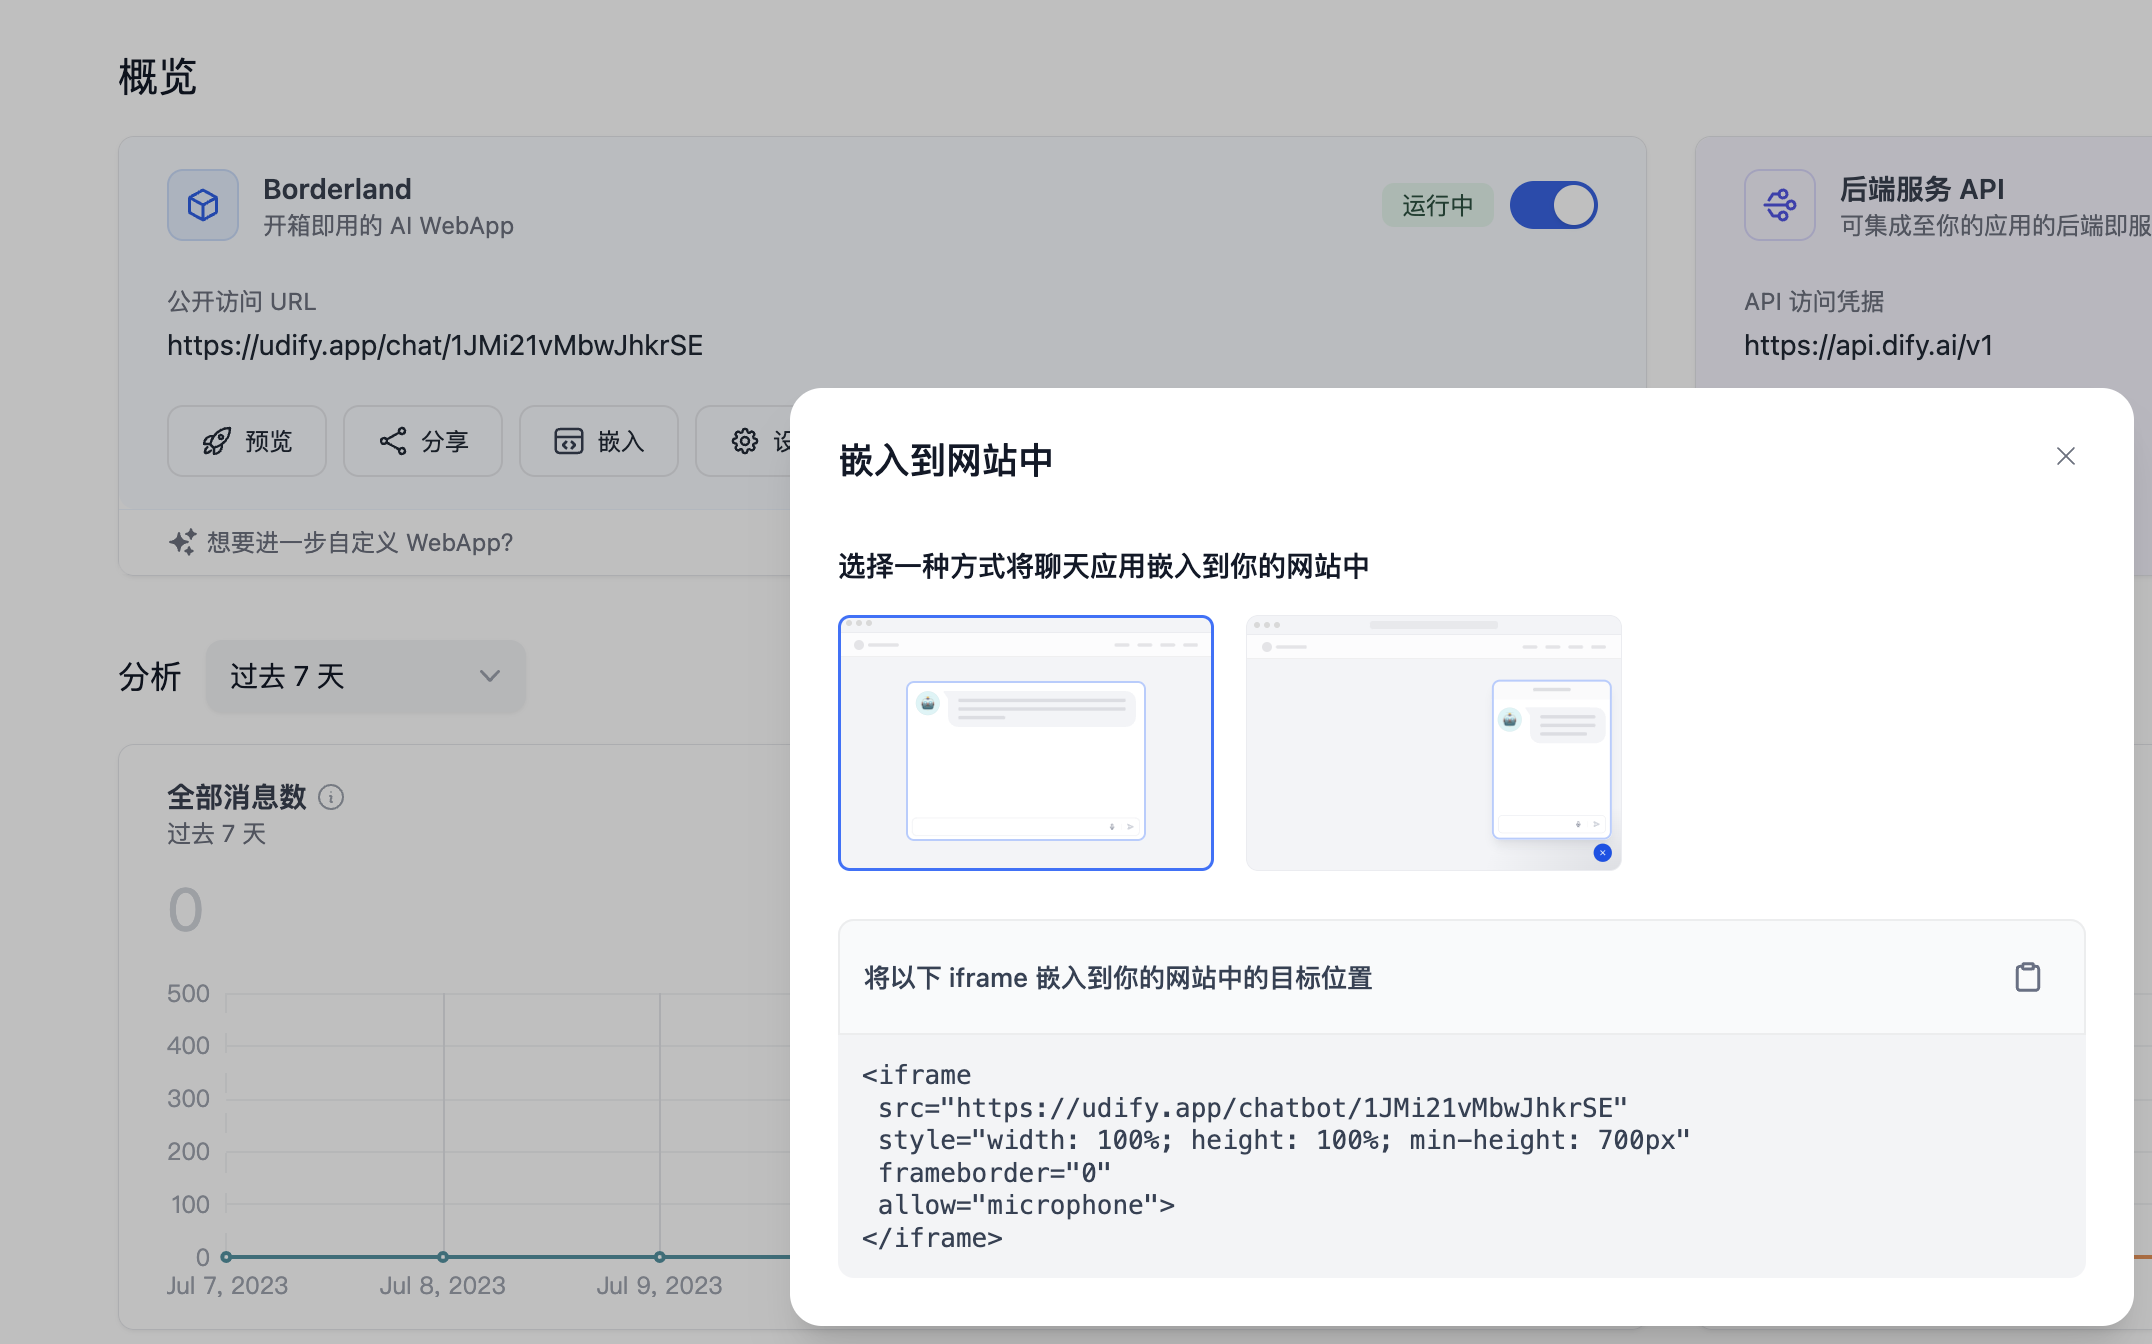 概览
Borderland
开箱即用的 AI WebApp
运行中
公开访问 URL
https://udify.app/chat/1JMi21vMbwJhkrSE
预览
分享
嵌入
设
想要进一步自定义 WebApp?
后端服务 API
可集成至你的应用的后端即服
API 访问凭据
https://api.dify.ai/v1
分析
过去 7 天
全部消息数
过去 7 天
0
500
400
300
200
100
0
Jul 7, 2023
Jul 8, 2023
Jul 9, 2023
嵌入到网站中
选择一种方式将聊天应用嵌入到你的网站中
将以下 iframe 嵌入到你的网站中的目标位置
<iframe
src="https://udify.app/chatbot/1JMi21vMbwJhkrSE"
style="width: 100%; height: 100%; min-height: 700px"
frameborder="0"
allow="microphone">
</iframe>